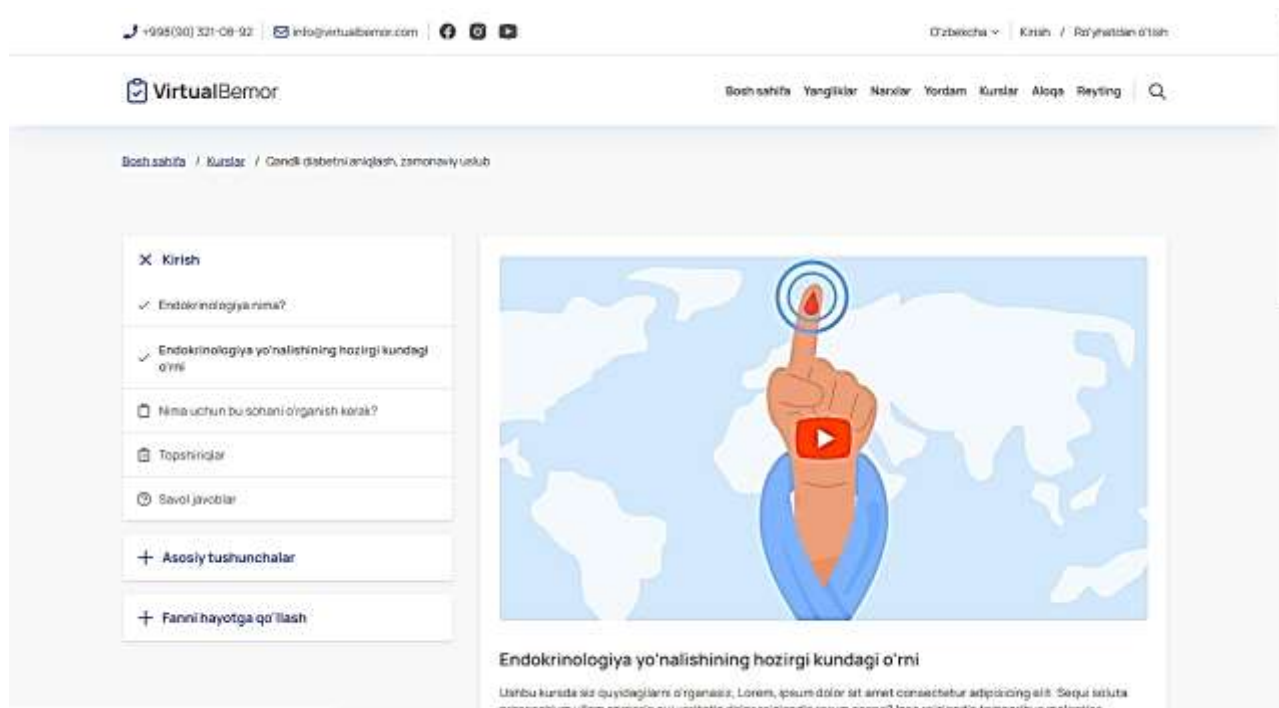 +998(90) 321-08-92 info@virtualbemor.com O'zbekcha Kirish / Ro'yhatdan o'tish
VirtualBemor Bosh sahifa Yangliklar Narxlar Yordam Kurslar Aloqa Reyting
Bosh sahifa / Kurslar / Qandli diabetni aniqlash, zamonaviy uslub
Kirish
Endokrinologiya nima?
Endokrinologiya yo'nalishining hozirgi kundagi
o'rni
Nima uchun bu sohani o'rganish kerak?
Topshiriqlar
Savol javoblar
Asosiy tushunchalar
Fanni hayotga qo'llash
Endokrinologiya yo'nalishining hozirgi kundagi o'rni
Ushbu kursda siz quyidagilarni o'rganasiz, Lorem, ipsum dolor sit amet consectetur adipisicing elit. Sequi soluta